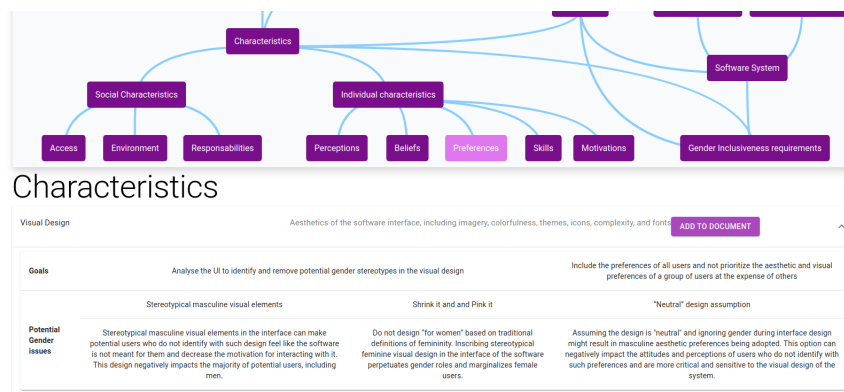 Characteristics
Software System
Social Characteristics
Individual characteristics
Access
Environment
Responsabilities
Perceptions
Beliefs
Preferences
Skills
Motivations
Gender Inclusiveness requirements
Characteristics
Visual Design
Aesthetics of the software interface, including imagery, colorfulness, themes, icons, complexity, and fonts
ADD TO DOCUMENT
Goals
Analyse the UI to identify and remove potential gender stereotypes in the visual design
Include the preferences of all users and not prioritize the aesthetic and visual
preferences of a group of users at the expense of others
Potential
Gender
issues
Stereotypical masculine visual elements
Shrink it and and Pink it
"Neutral" design assumption
Stereotypical masculine visual elements in the interface can make
potential users who do not identify with such design feel like the software
is not meant for them and decrease the motivation for interacting with it.
This design negatively impacts the majority of potential users, including
men.
Do not design "for women" based on traditional
definitions of femininity. Inscribing stereotypical
feminine visual design in the interface of the software
perpetuates gender roles and marginalizes female
users.
Assuming the design is "neutral" and ignoring gender during interface design
might result in masculine aesthetic preferences being adopted. This option can
negatively impact the attitudes and perceptions of users who do not identify with
such preferences and are more critical and sensitive to the visual design of the
system.